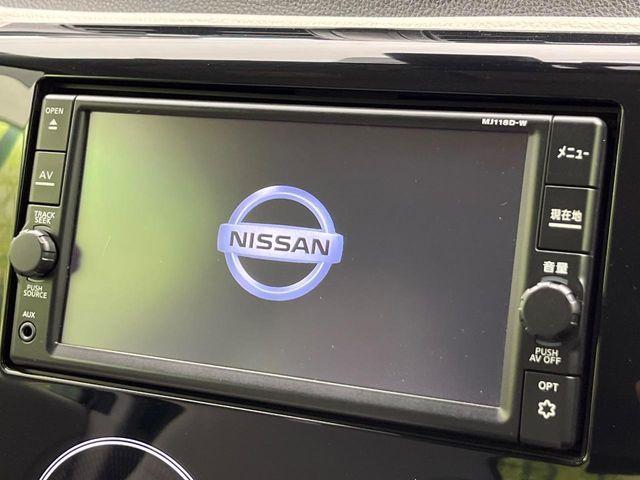 OPEN
MJ118D-W
メニュー
AV
現在地
TRACK
SEEK
NISSAN
音量
PUSH
SOURCE
AUX
PUSH
AV OFF
OPT